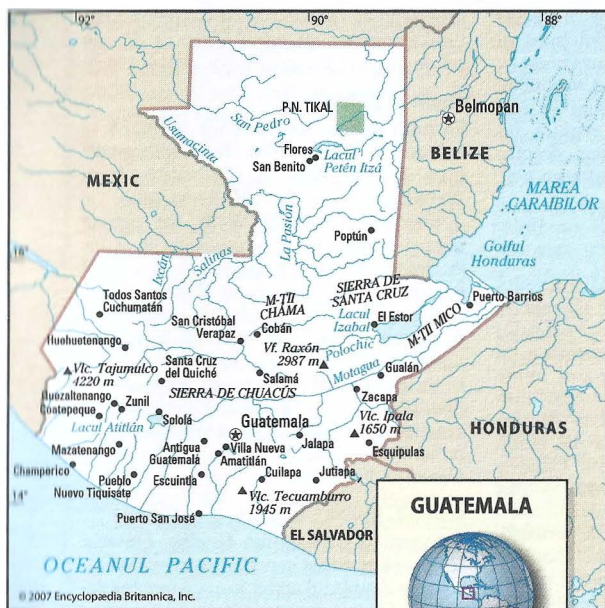 92°
90°
88°
P.N. TIKAL
San Pedro
Usumacinta
Belmopan
Flores
Lacul
Petén Itzá
San Benito
BELIZE
MEXIC
MAREA
CARAIBILOR
La Pasión
Poptún
Golful
Honduras
16°
Ixcán
Salinas
SIERRA DE
SANTA CRUZ
Todos Santos
Cuchumatán
M-ȚII
CHAMA
Lacul
Izabal
El Estor
Puerto Barrios
M-ȚII MICO
San Cristóbal
Verapaz
Cobán
Huehuetenango
Vf. Raxón
2987 m
Polochic
Vlc. Tajumulco
4220 m
Santa Cruz
del Quiché
Salamá
Motagua
Gualán
SIERRA DE CHUACÚS
Zacapa
Quezaltenango
Zunil
Coatepeque
Sololá
Guatemala
Vlc. Ipala
1650 m
Lacul Atitlán
HONDURAS
Mazatenango
Antigua
Guatemala
Villa Nueva
Amatitlán
Jalapa
Esquipulas
Champerico
Pueblo
Nuevo Tiquisate
Escuintla
Cuilapa
Jutiapa
14°
Vlc. Tecuamburro
1945 m
Puerto San José
EL SALVADOR
GUATEMALA
OCEANUL PACIFIC
© 2007 Encyclopædia Britannica, Inc.